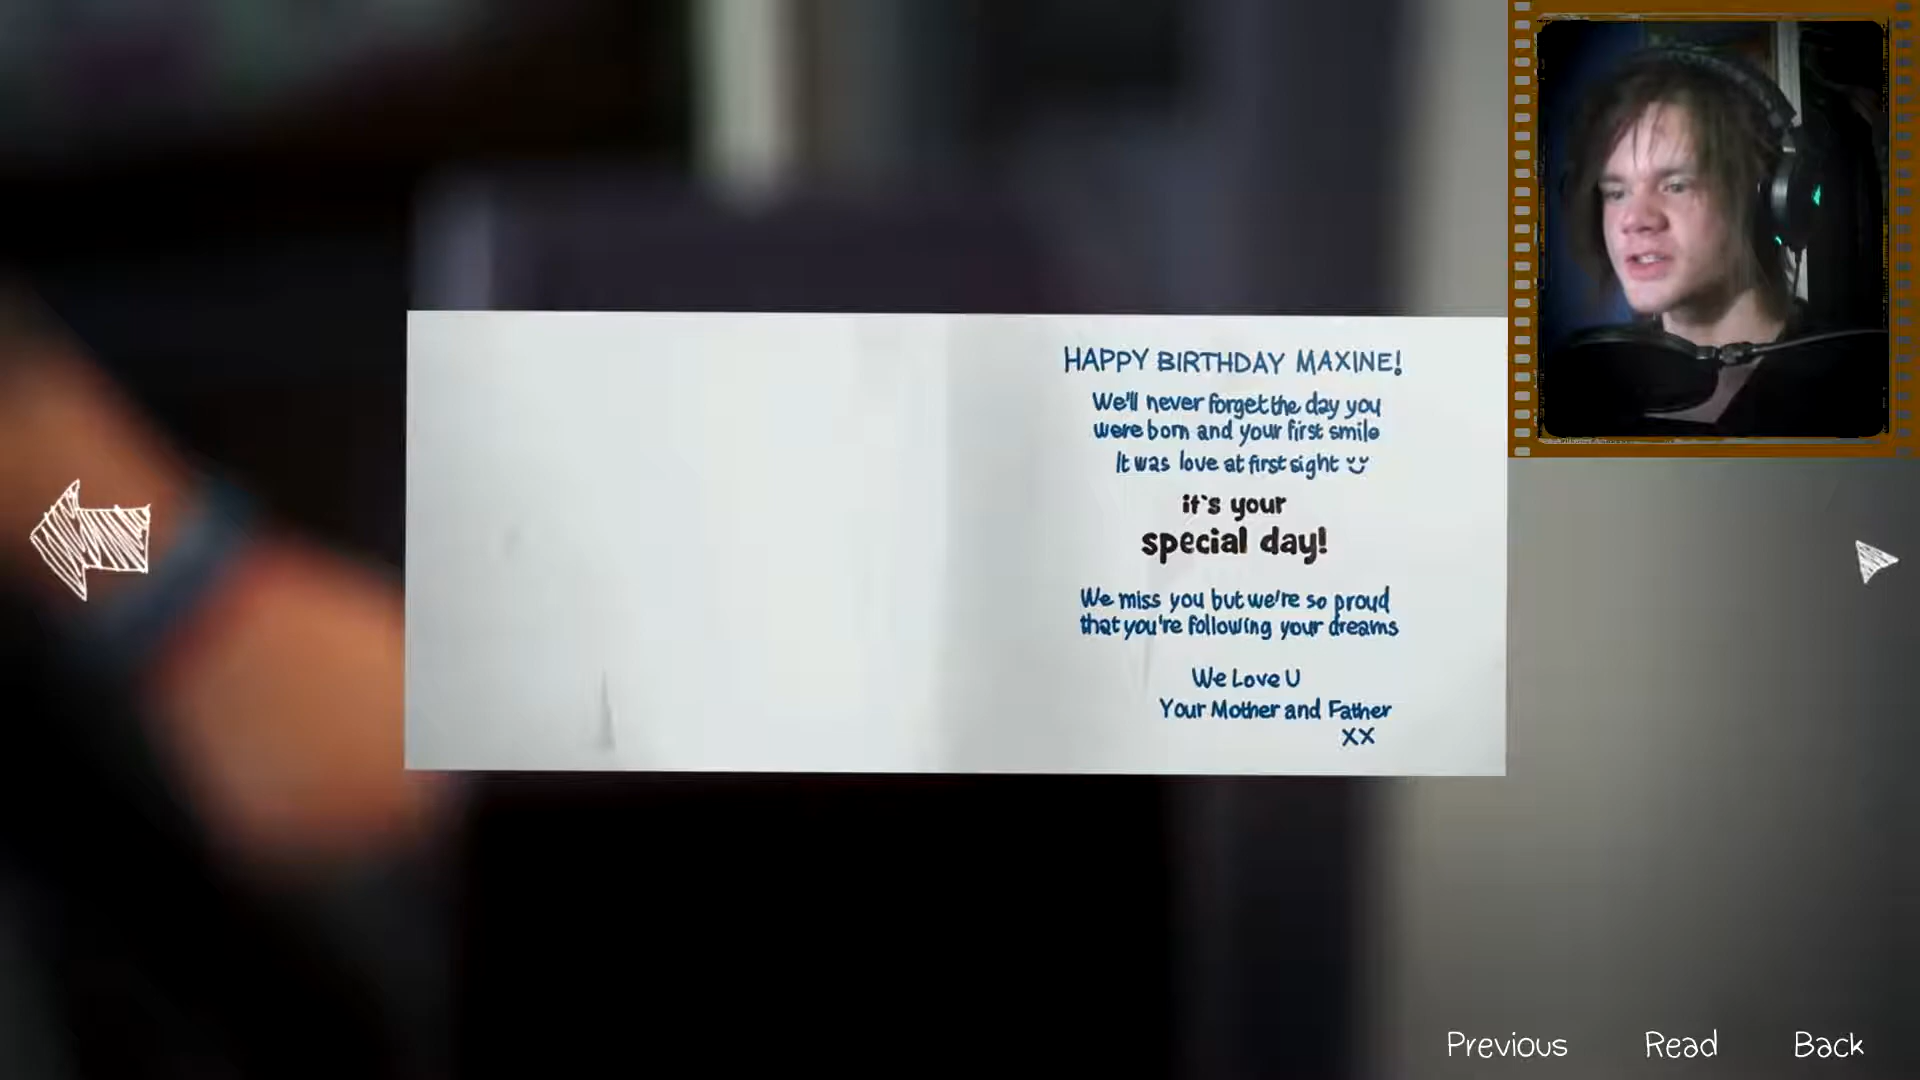 HAPPY BIRTHDAY MAXINE!
We'll never forget the day you
were born and your first smile
It was love at first sight
it's your
special day!
We miss you but we're so proud
that you're following your dreams
We Love U
Your Mother and Father
XX
Previous Read Back